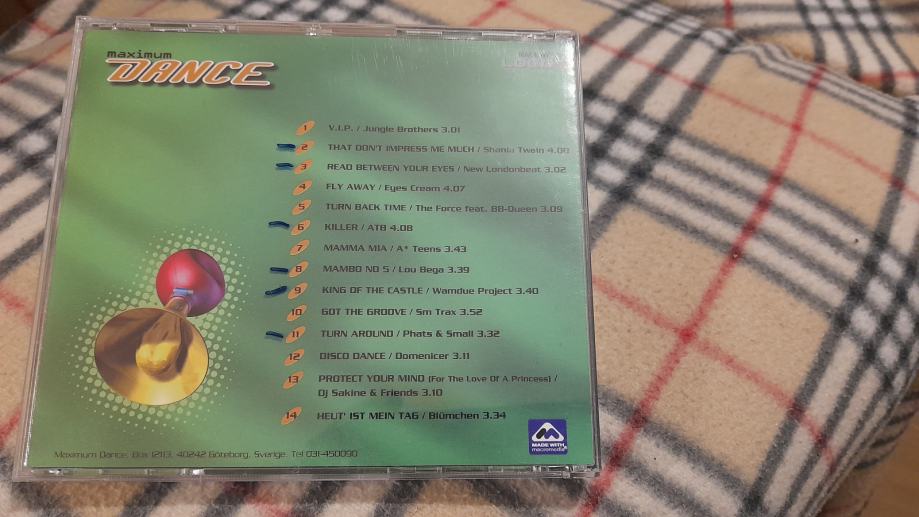 maximum
DANCE
1 V.I.P. / Jungle Brothers 3.01
2 THAT DON'T IMPRESS ME MUCH / Shania Twain 4.00
3 READ BETWEEN YOUR EYES / New Londonbeat 3.02
4 FLY AWAY / Eyes Cream 4.07
5 TURN BACK TIME / The Force feat. BB-Queen 3.09
6 KILLER / ATB 4.08
7 MAMMA MIA / A* Teens 3.43
8 MAMBO NO 5 / Lou Bega 3.39
9 KING OF THE CASTLE / Wamdue Project 3.40
10 GOT THE GROOVE / Sm Trax 3.52
11 TURN AROUND / Phats & Small 3.32
12 DISCO DANCE / Domenicer 3.11
13 PROTECT YOUR MIND (For The Love Of A Princess) /
Dj Sakine & Friends 3.10
14 HEUT' IST MEIN TAG / Blümchen 3.34
MADE WITH
macromedia
Maximum Dance, Box 12113, 40242 Göteborg, Sverige. Tel 031-450090